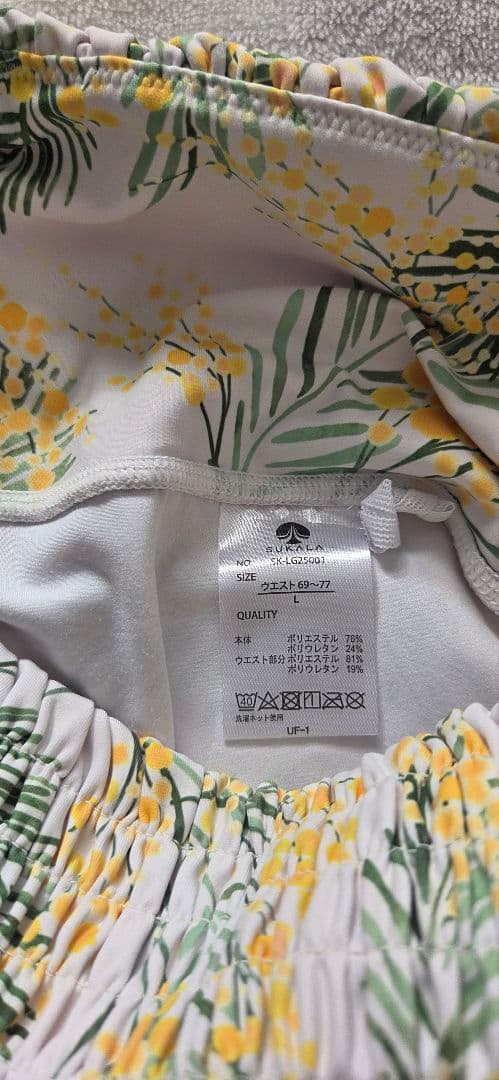 SUKALA
NO. SK-LG25001
SIZE
ウエスト 69〜77
L
QUALITY
本体 ポリエステル 76%
ポリウレタン 24%
ウエスト部分 ポリエステル 81%
ポリウレタン 19%
40
洗濯ネット使用
UF-1